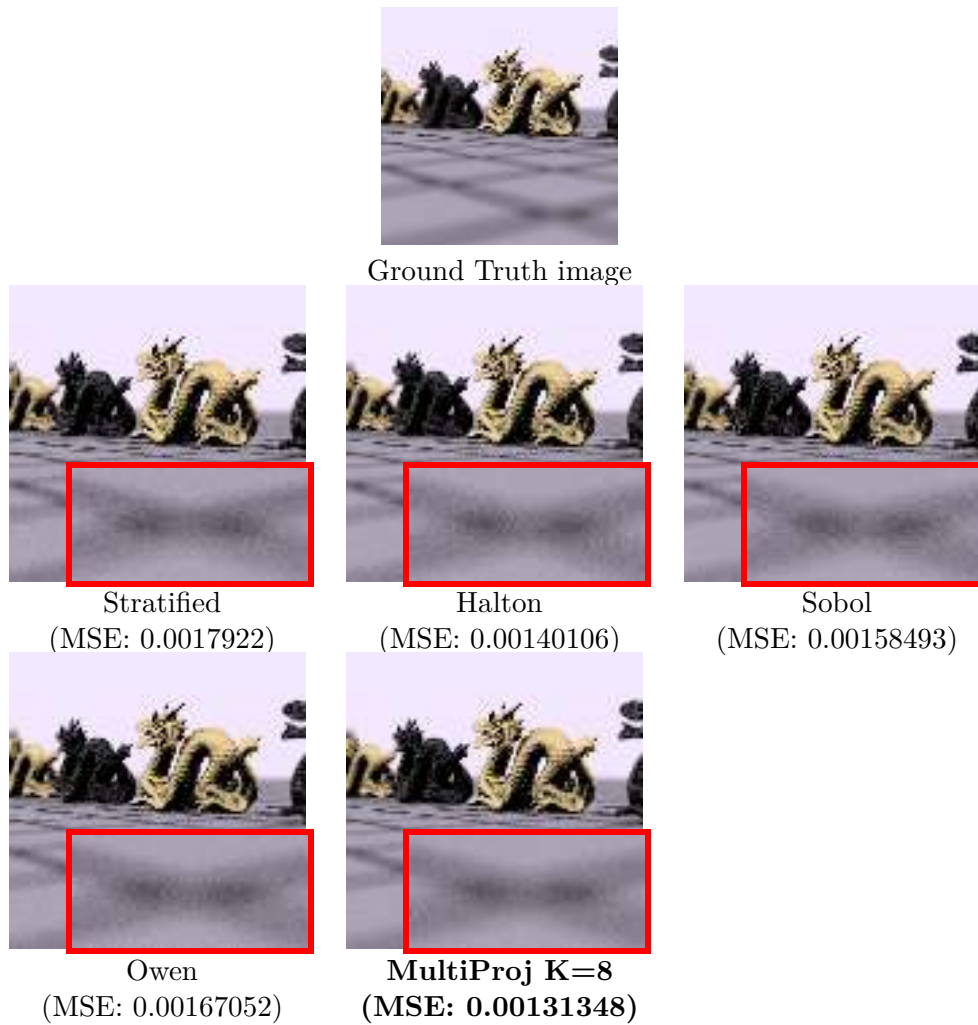 Ground Truth image
Stratified
(MSE: 0.0017922)
Halton
(MSE: 0.00140106)
Sobol
(MSE: 0.00158493)
Owen
(MSE: 0.00167052)
MultiProj K=8
(MSE: 0.00131348)